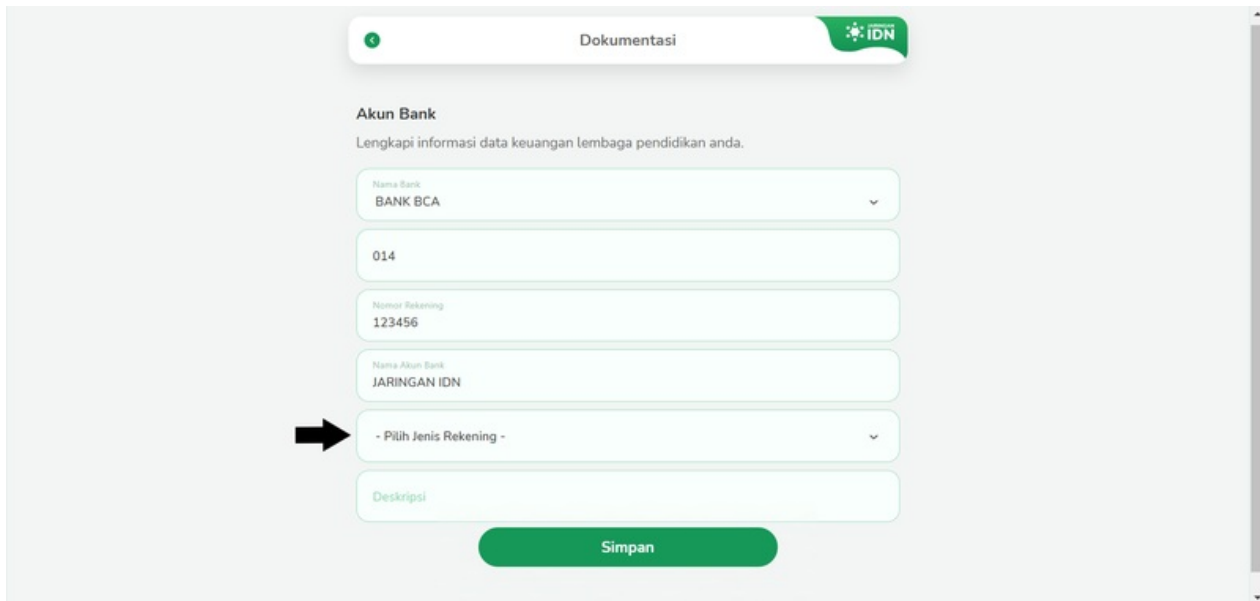 Dokumentasi
JARINGAN
IDN
Akun Bank
Lengkapi informasi data keuangan lembaga pendidikan anda.
Nama Bank
BANK BCA
014
Nomor Rekening
123456
Nama Akun Bank
JARINGAN IDN
- Pilih Jenis Rekening -
Deskripsi
Simpan